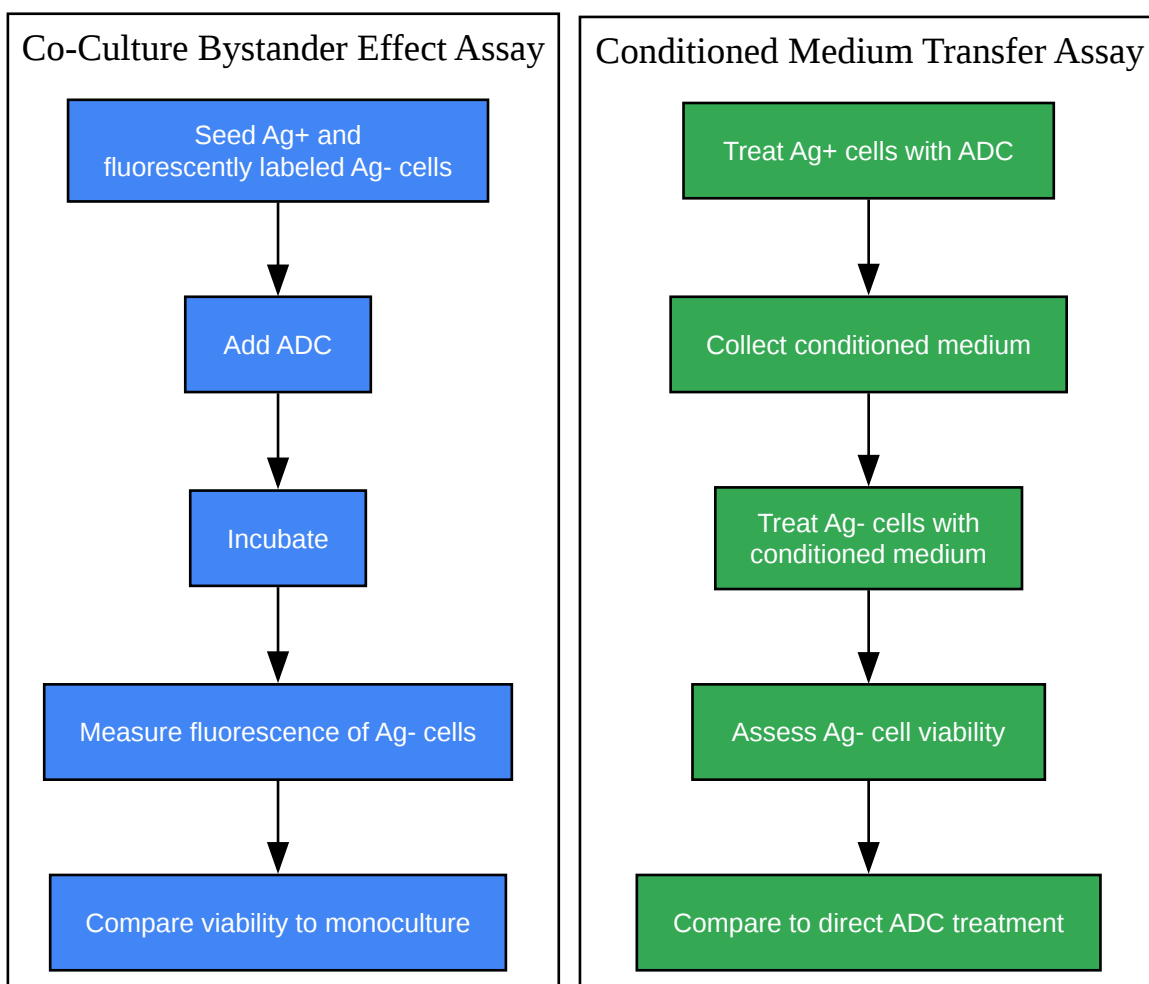 Co-Culture Bystander Effect Assay
Seed Ag+ and
fluorescently labeled Ag- cells
Add ADC
Incubate
Measure fluorescence of Ag- cells
Compare viability to monoculture
Conditioned Medium Transfer Assay
Treat Ag+ cells with ADC
Collect conditioned medium
Treat Ag- cells with
conditioned medium
Assess Ag- cell viability
Compare to direct ADC treatment